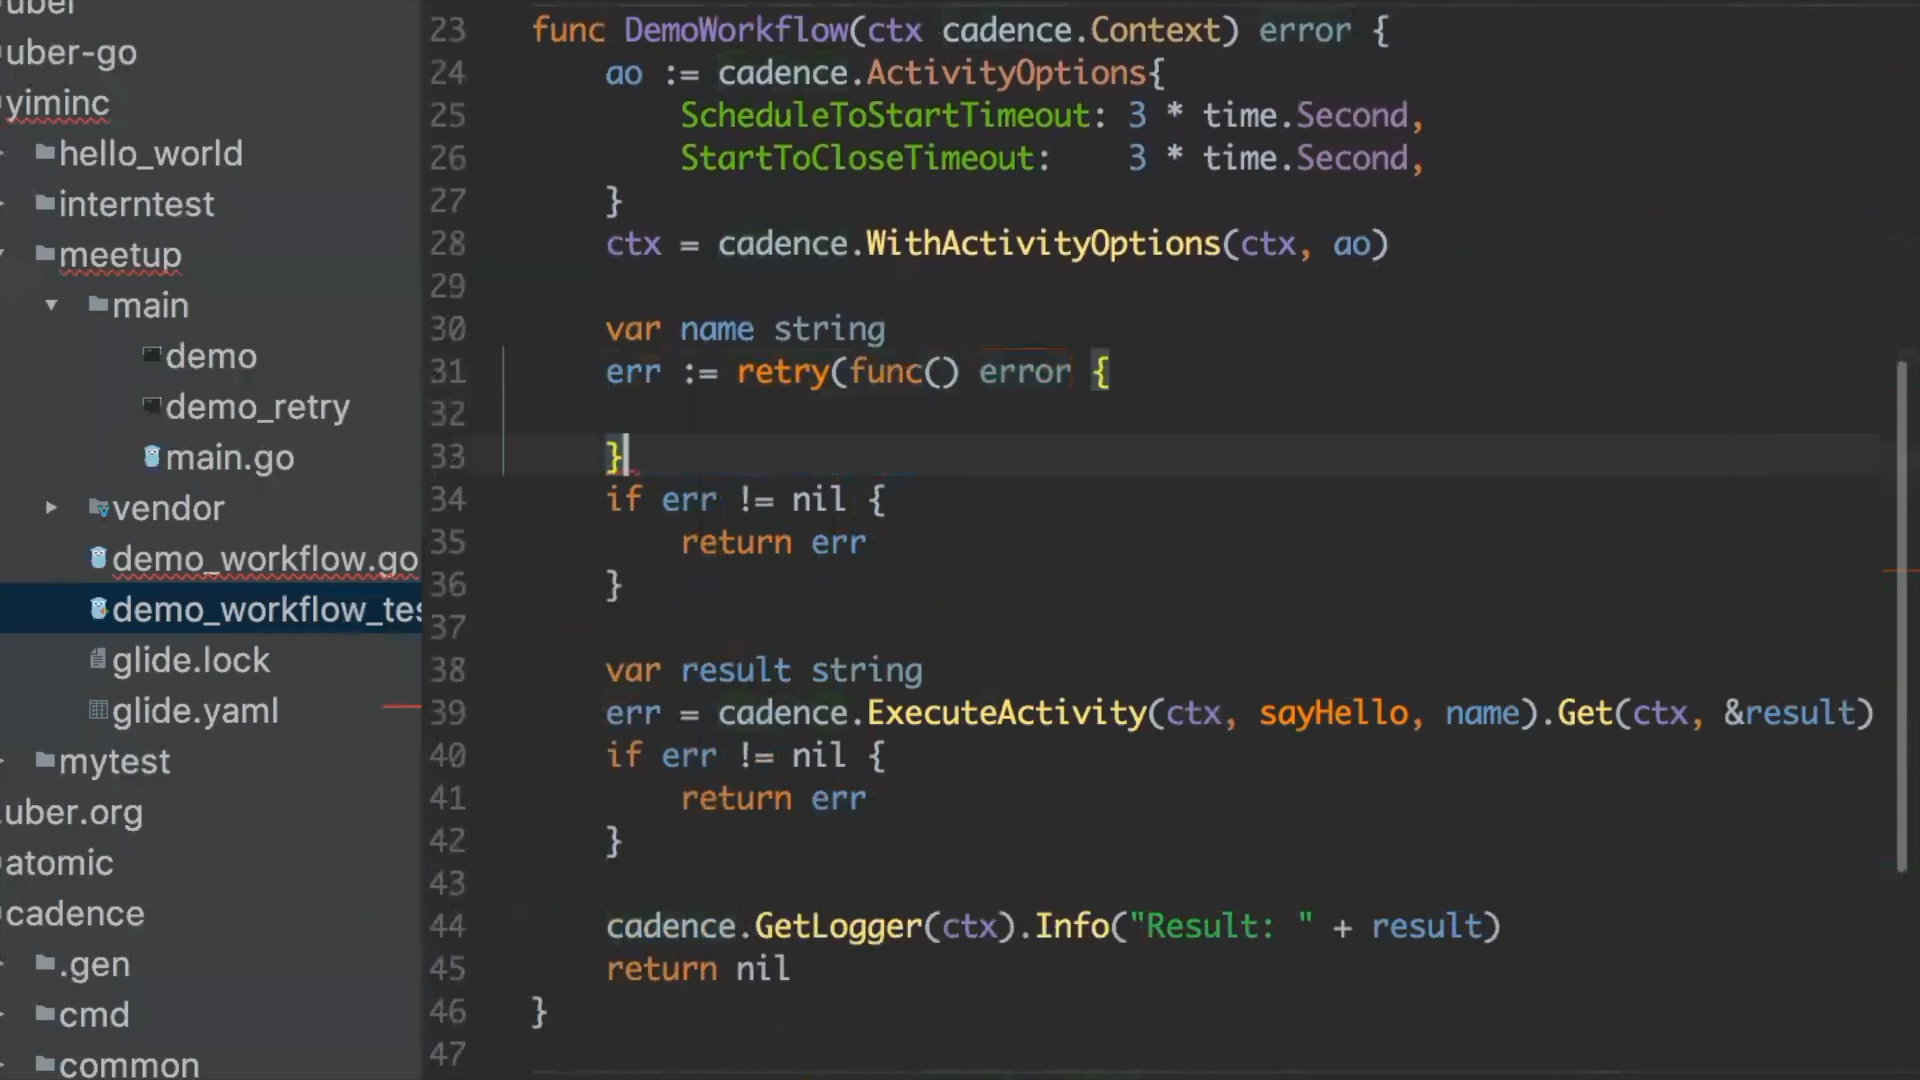 uber
uber-go
yiminc
hello_world
interntest
meetup
main
demo
demo_retry
main.go
vendor
demo_workflow.go
demo_workflow_tes
glide.lock
glide.yaml
mytest
uber.org
atomic
cadence
.gen
cmd
common
23 func DemoWorkflow(ctx cadence.Context) error {
24 ao := cadence.ActivityOptions{
25 ScheduleToStartTimeout: 3 * time.Second,
26 StartToCloseTimeout: 3 * time.Second,
27 }
28 ctx = cadence.WithActivityOptions(ctx, ao)
29
30 var name string
31 err := retry(func() error {
32
33 }
34 if err != nil {
35 return err
36 }
37
38 var result string
39 err = cadence.ExecuteActivity(ctx, sayHello, name).Get(ctx, &result)
40 if err != nil {
41 return err
42 }
43
44 cadence.GetLogger(ctx).Info("Result: " + result)
45 return nil
46 }
47